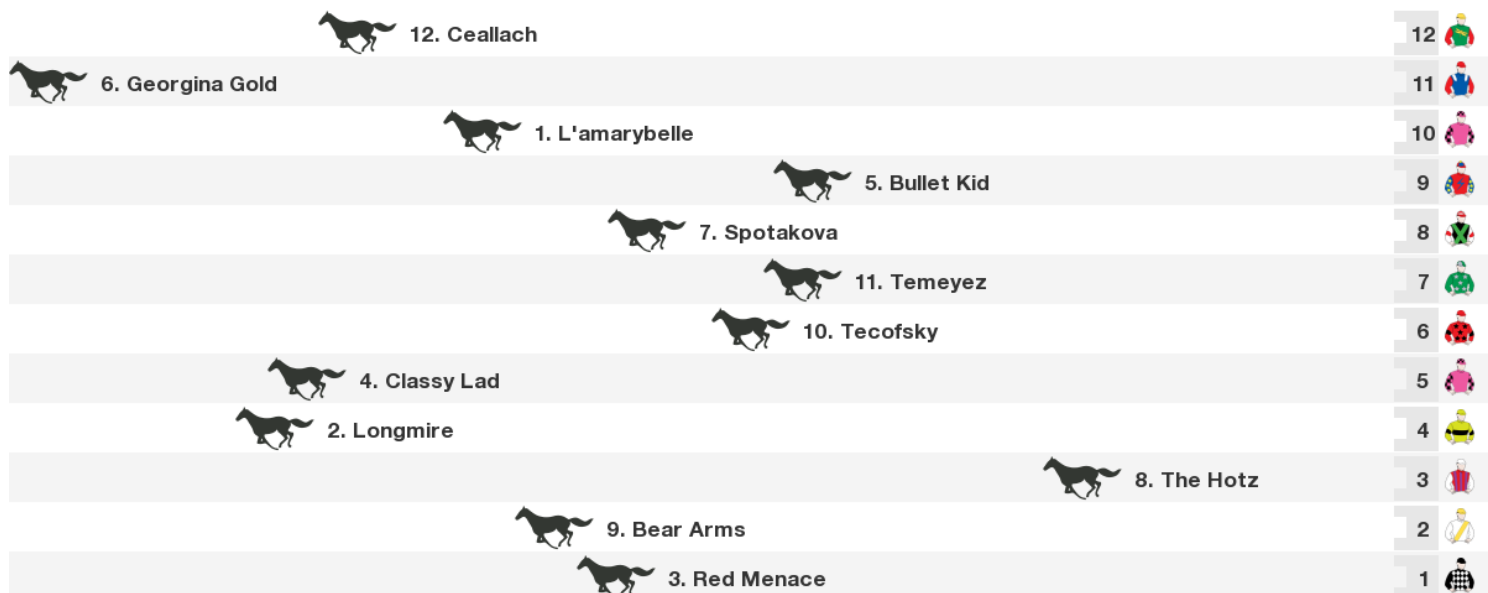 12. Ceallach 12
6. Georgina Gold 11
1. L'amarybelle 10
5. Bullet Kid 9
7. Spotakova 8
11. Temeyez 7
10. Tecofsky 6
4. Classy Lad 5
2. Longmire 4
8. The Hotz 3
9. Bear Arms 2
3. Red Menace 1